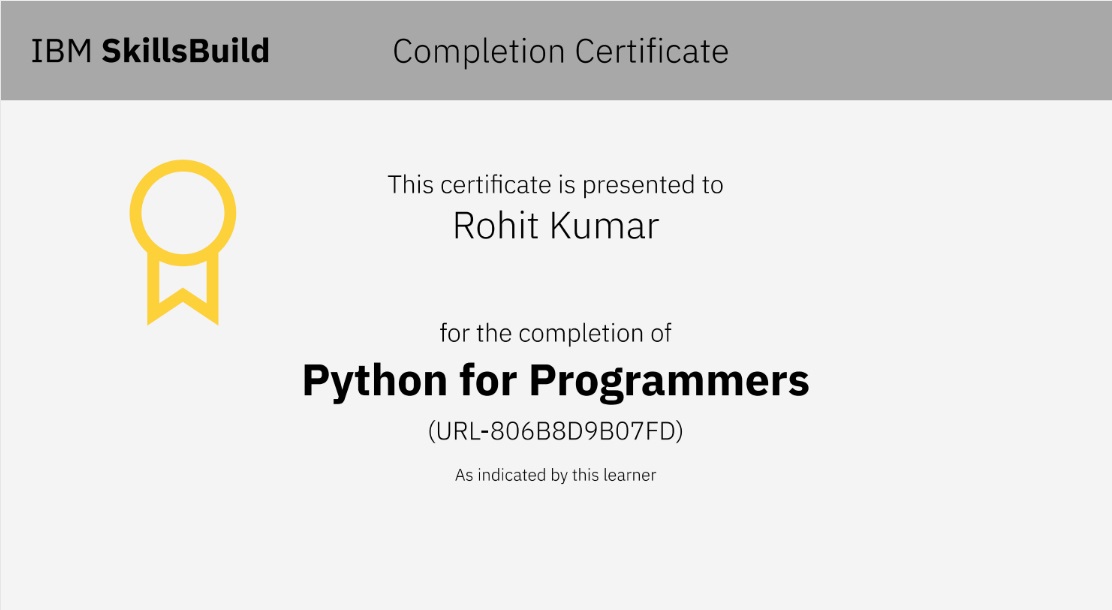 IBM SkillsBuild
Completion Certificate
This certificate is presented to
Rohit Kumar
for the completion of
Python for Programmers
(URL-806B8D9B07FD)
As indicated by this learner